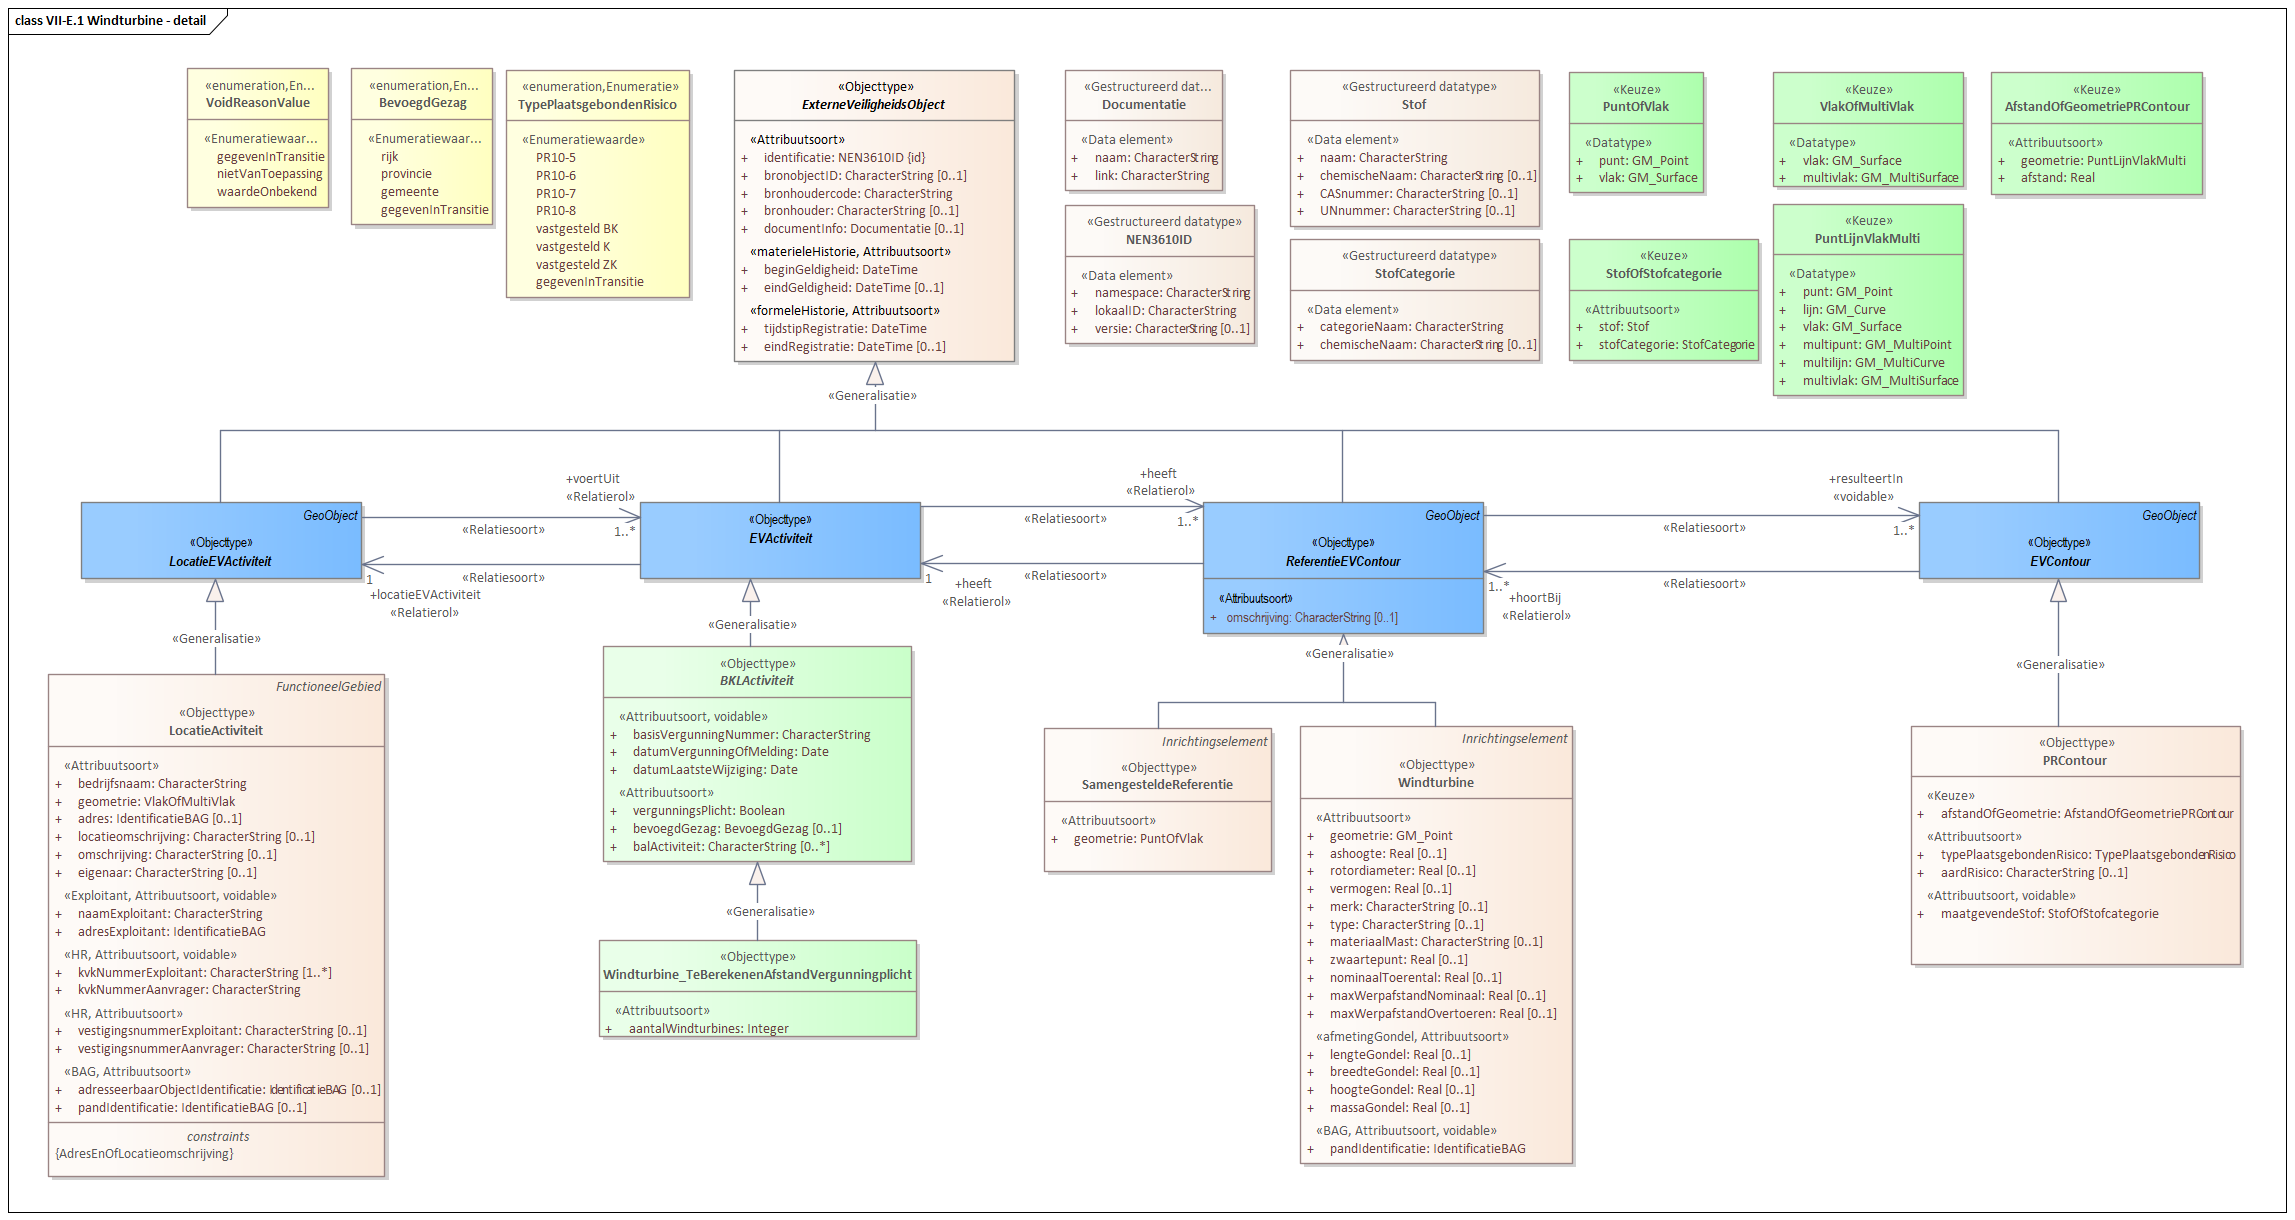 class VII-E.1 Windturbine - detail
«enumeration,En...
VoidReasonValue
«Enumeratiewaar...
gegevenInTransitie
nietVanToepassing
waardeOnbekend
«enumeration,En...
BevoegdGezag
«Enumeratiewaar...
rijk
provincie
gemeente
gegevenInTransitie
«enumeration,Enumeratie»
TypePlaatsgebondenRisico
«Enumeratiewaarde»
PR10-5
PR10-6
PR10-7
PR10-8
vastgesteld BK
vastgesteld K
vastgesteld ZK
gegevenInTransitie
«Objecttype»
ExterneVeiligheidsObject
«Attribuutsoort»
+ identificatie: NEN3610ID {id}
+ bronobjectID: CharacterString [0..1]
+ bronhoudercode: CharacterString
+ bronhouder: CharacterString [0..1]
+ documentInfo: Documentatie [0..1]
«materieleHistorie, Attribuutsoort»
+ beginGeldigheid: DateTime
+ eindGeldigheid: DateTime [0..1]
«formeleHistorie, Attribuutsoort»
+ tijdstipRegistratie: DateTime
+ eindRegistratie: DateTime [0..1]
«Gestructureerd dat...
Documentatie
«Data element»
+ naam: CharacterString
+ link: CharacterString
«Gestructureerd datatype»
NEN3610ID
«Data element»
+ namespace: CharacterString
+ lokaalID: CharacterString
+ versie: CharacterString [0..1]
«Gestructureerd datatype»
Stof
«Data element»
+ naam: CharacterString
+ chemischeNaam: CharacterString [0..1]
+ CASnummer: CharacterString [0..1]
+ UNnummer: CharacterString [0..1]
«Gestructureerd datatype»
StofCategorie
«Data element»
+ categorieNaam: CharacterString
+ chemischeNaam: CharacterString [0..1]
«Keuze»
PuntOfVlak
«Datatype»
+ punt: GM_Point
+ vlak: GM_Surface
«Keuze»
StofOfStofcategorie
«Attribuutsoort»
+ stof: Stof
+ stofCategorie: StofCategorie
«Keuze»
VlakOfMultiVlak
«Datatype»
+ vlak: GM_Surface
+ multivlak: GM_MultiSurface
«Keuze»
PuntLijnVlakMulti
«Datatype»
+ punt: GM_Point
+ lijn: GM_Curve
+ vlak: GM_Surface
+ multipunt: GM_MultiPoint
+ multilijn: GM_MultiCurve
+ multivlak: GM_MultiSurface
«Keuze»
AfstandOfGeometriePRContour
«Attribuutsoort»
+ geometrie: PuntLijnVlakMulti
+ afstand: Real
«Generalisatie»
GeoObject
«Objecttype»
LocatieEVActiviteit
+voertUit
«Relatierol»
1..*
«Relatiesoort»
«Relatiesoort»
1
+locatieEVActiviteit
«Relatierol»
«Objecttype»
EVActiviteit
+heeft
«Relatierol»
1..*
«Relatiesoort»
«Relatiesoort»
1
+heeft
«Relatierol»
GeoObject
«Objecttype»
ReferentieEVContour
«Attribuutsoort»
+ omschrijving: CharacterString [0..1]
+resulteertIn
«voidable»
1..*
«Relatiesoort»
«Relatiesoort»
1..*
+hoortBij
«Relatierol»
GeoObject
«Objecttype»
EVContour
«Generalisatie»
«Generalisatie»
«Generalisatie»
«Generalisatie»
FunctioneelGebied
«Objecttype»
LocatieActiviteit
«Attribuutsoort»
+ bedrijfsnaam: CharacterString
+ geometrie: VlakOfMultiVlak
+ adres: IdentificatieBAG [0..1]
+ locatieomschrijving: CharacterString [0..1]
+ omschrijving: CharacterString [0..1]
+ eigenaar: CharacterString [0..1]
«Exploitant, Attribuutsoort, voidable»
+ naamExploitant: CharacterString
+ adresExploitant: IdentificatieBAG
«HR, Attribuutsoort, voidable»
+ kvkNummerExploitant: CharacterString [1..*]
+ kvkNummerAanvrager: CharacterString
«HR, Attribuutsoort»
+ vestigingsnummerExploitant: CharacterString [0..1]
+ vestigingsnummerAanvrager: CharacterString [0..1]
«BAG, Attribuutsoort»
+ adresseerbaarObjectIdentificatie: IdentificatieBAG [0..1]
+ pandIdentificatie: IdentificatieBAG [0..1]
constraints
{AdresEnOfLocatieomschrijving}
«Objecttype»
BKLActiviteit
«Attribuutsoort, voidable»
+ basisVergunningNummer: CharacterString
+ datumVergunningOfMelding: Date
+ datumLaatsteWijziging: Date
«Attribuutsoort»
+ vergunningsPlicht: Boolean
+ bevoegdGezag: BevoegdGezag [0..1]
+ balActiviteit: CharacterString [0..*]
«Generalisatie»
«Objecttype»
Windturbine_TeBerekenenAfstandVergunningplicht
«Attribuutsoort»
+ aantalWindturbines: Integer
Inrichtingselement
«Objecttype»
SamengesteldeReferentie
«Attribuutsoort»
+ geometrie: PuntOfVlak
Inrichtingselement
«Objecttype»
Windturbine
«Attribuutsoort»
+ geometrie: GM_Point
+ ashoogte: Real [0..1]
+ rotordiameter: Real [0..1]
+ vermogen: Real [0..1]
+ merk: CharacterString [0..1]
+ type: CharacterString [0..1]
+ materiaalMast: CharacterString [0..1]
+ zwaartepunt: Real [0..1]
+ nominaalToerental: Real [0..1]
+ maxWerpafstandNominaal: Real [0..1]
+ maxWerpafstandOvertoeren: Real [0..1]
«afmetingGondel, Attribuutsoort»
+ lengteGondel: Real [0..1]
+ breedteGondel: Real [0..1]
+ hoogteGondel: Real [0..1]
+ massaGondel: Real [0..1]
«BAG, Attribuutsoort, voidable»
+ pandIdentificatie: IdentificatieBAG
«Objecttype»
PRContour
«Keuze»
+ afstandOfGeometrie: AfstandOfGeometriePRContour
«Attribuutsoort»
+ typePlaatsgebondenRisico: TypePlaatsgebondenRisico
+ aardRisico: CharacterString [0..1]
«Attribuutsoort, voidable»
+ maatgevendeStof: StofOfStofcategorie